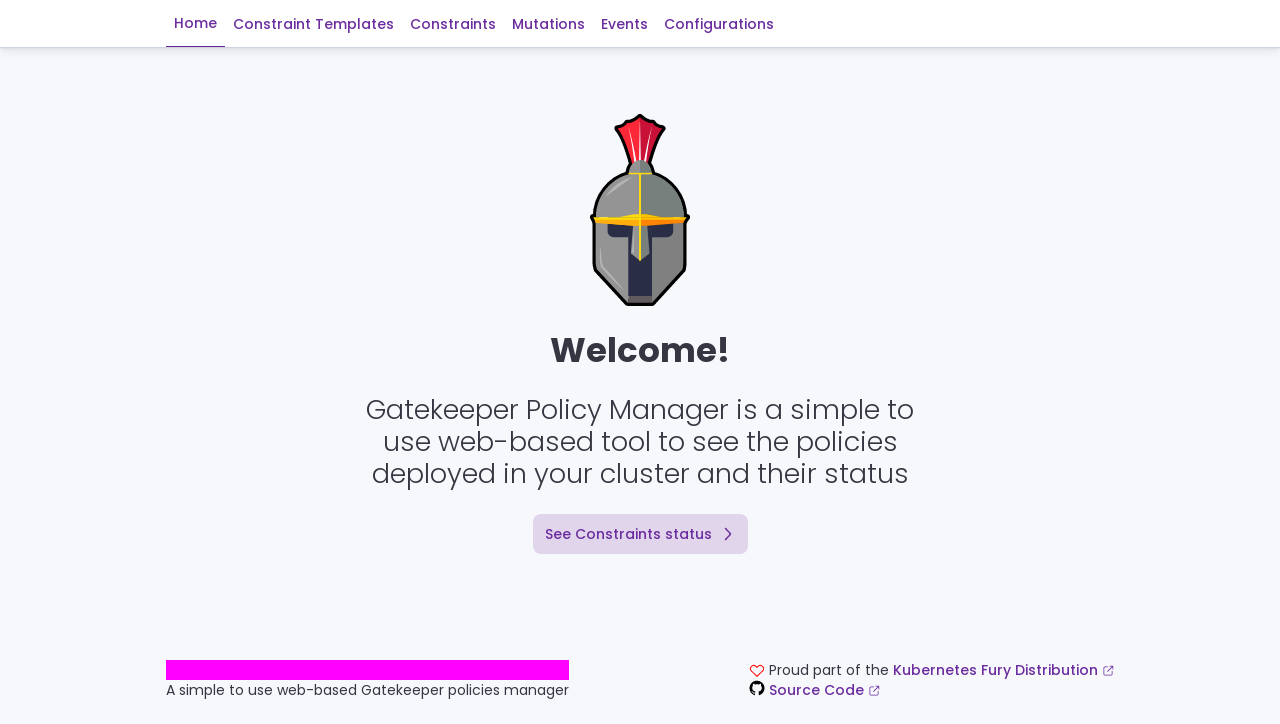 Home Constraint Templates Constraints Mutations Events Configurations
Welcome!
Gatekeeper Policy Manager is a simple to
use web-based tool to see the policies
deployed in your cluster and their status
See Constraints status
A simple to use web-based Gatekeeper policies manager
Proud part of the Kubernetes Fury Distribution
Source Code